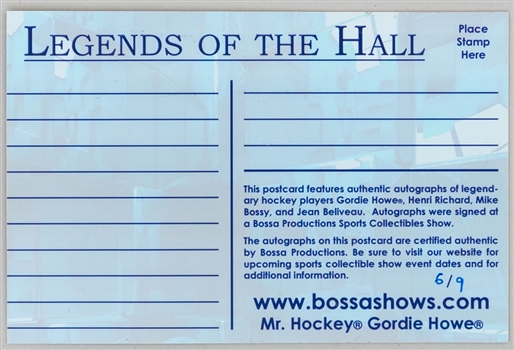 LEGENDS OF THE HALL
Place
Stamp
Here
This postcard features authentic autographs of legend-
ary hockey players Gordie Howe®, Henri Richard, Mike
Bossy, and Jean Beliveau. Autographs were signed at
a Bossa Productions Sports Collectibles Show.
The autographs on this postcard are certified authentic
by Bossa Productions. Be sure to visit our website for
upcoming sports collectible show event dates and for
additional information.
6/9
www.bossashows.com
Mr. Hockey® Gordie Howe®